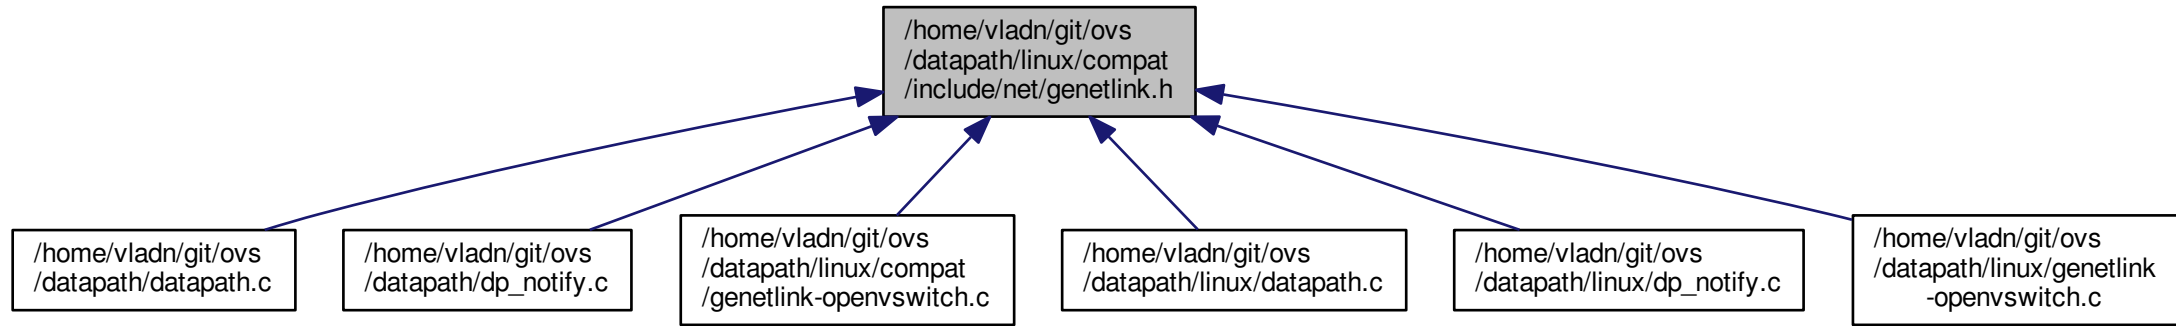 /home/vladn/git/ovs
/datapath/linux/compat
/include/net/genetlink.h
/home/vladn/git/ovs
/datapath/datapath.c
/home/vladn/git/ovs
/datapath/dp_notify.c
/home/vladn/git/ovs
/datapath/linux/compat
/genetlink-openvswitch.c
/home/vladn/git/ovs
/datapath/linux/datapath.c
/home/vladn/git/ovs
/datapath/linux/dp_notify.c
/home/vladn/git/ovs
/datapath/linux/genetlink
-openvswitch.c